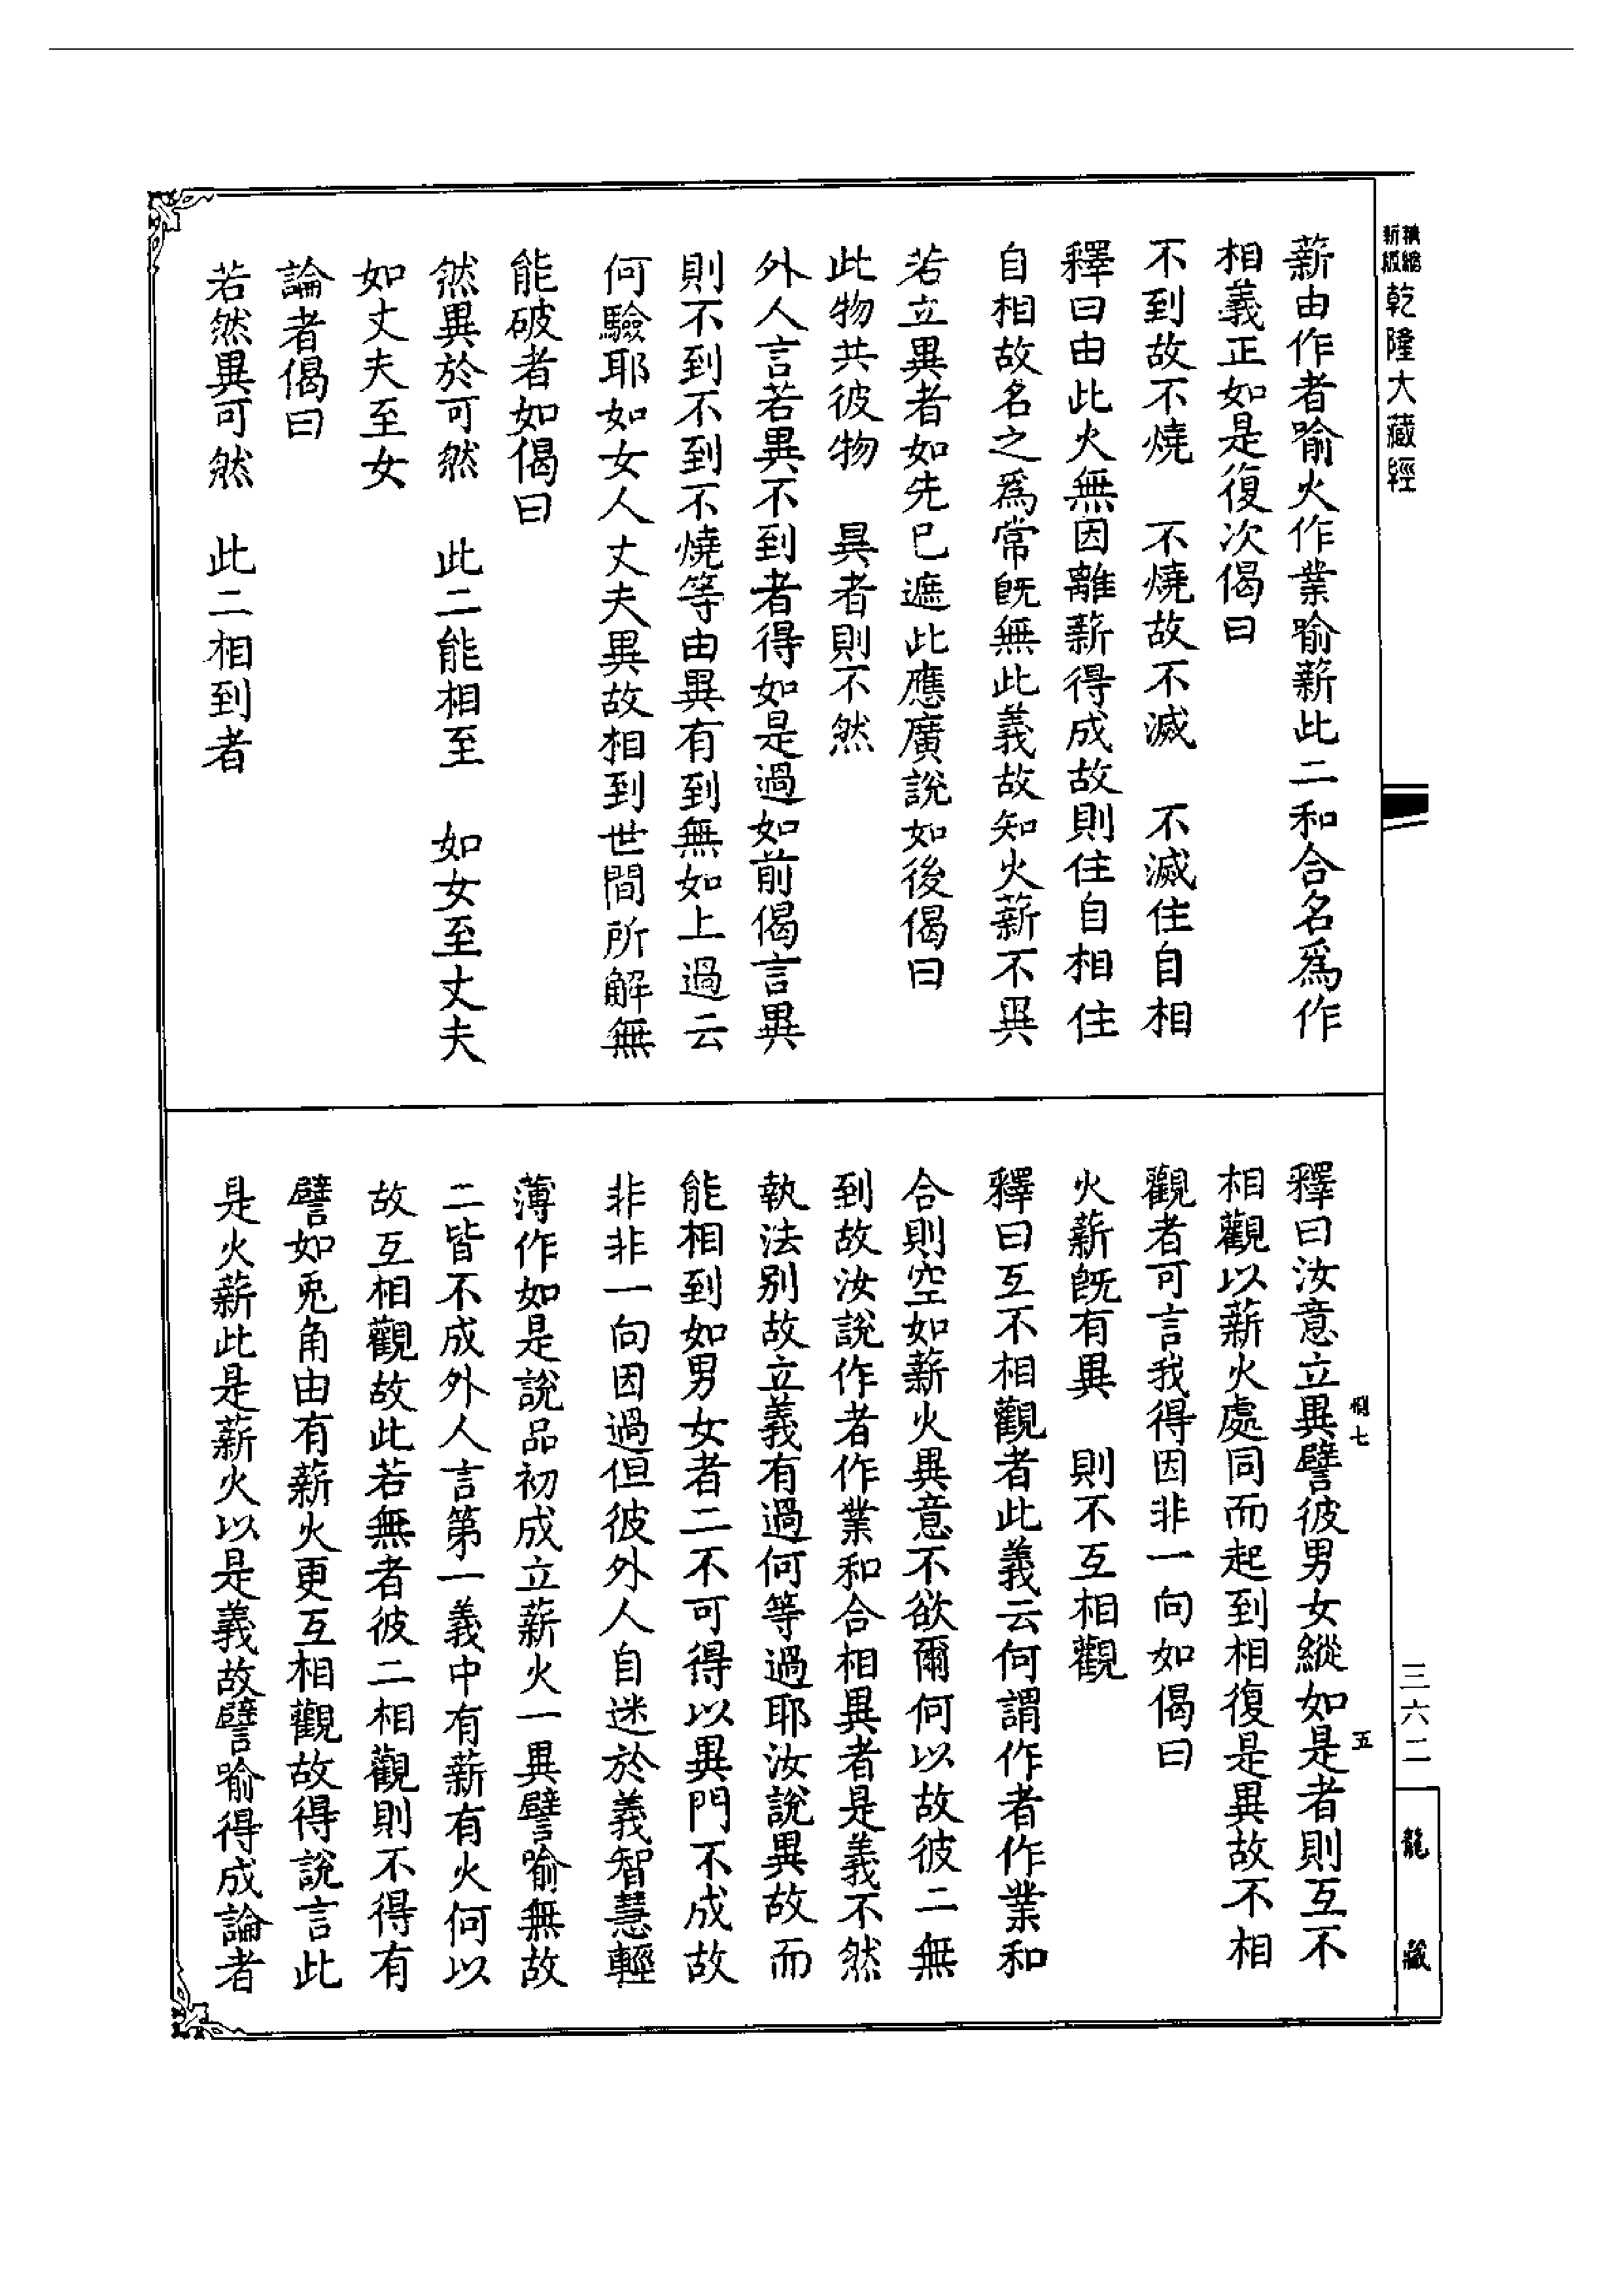 精縮
新版
乾隆大藏經
薪由作者喻火作業喻薪此二和合名爲作
相義正如是復次偈曰
不到故不燒　不燒故不滅　不滅住自相
釋曰由此火無因離薪得成故則住自相住
自相故名之爲常旣無此義故知火薪不異
若立異者如先已遮此應廣說如後偈曰
此物共彼物　異者則不然
外人言若異不到者得如是過如前偈言異
則不到不到不燒等由異有到無如上過云
何驗耶如女人丈夫異故相到世間所解無
能破者如偈曰
然異於可然　此二能相至　如女至丈夫
如丈夫至女
論者偈曰
若然異可然　此二相到者
釋曰汝意立異譬彼男女縱如是者則互不
相觀以薪火處同而起到相復是異故不相
觀者可言我得因非一向如偈曰
火薪旣有異　則不互相觀
釋曰互不相觀者此義云何謂作者作業和
合則空如薪火異意不欲爾何以故彼二無
到故汝說作者作業和合相異者是義不然
執法別故立義有過何等過耶汝說異故而
能相到如男女者二不可得以異門不成故
非非一向因過但彼外人自迷於義智慧輕
薄作如是說品初成立薪火一異譬喻無故
二皆不成外人言第一義中有薪有火何以
故互相觀故此若無者彼二相觀則不得有
譬如兎角由有薪火更互相觀故得說言此
是火薪此是薪火以是義故譬喻得成論者
七
五
三六二
龍藏